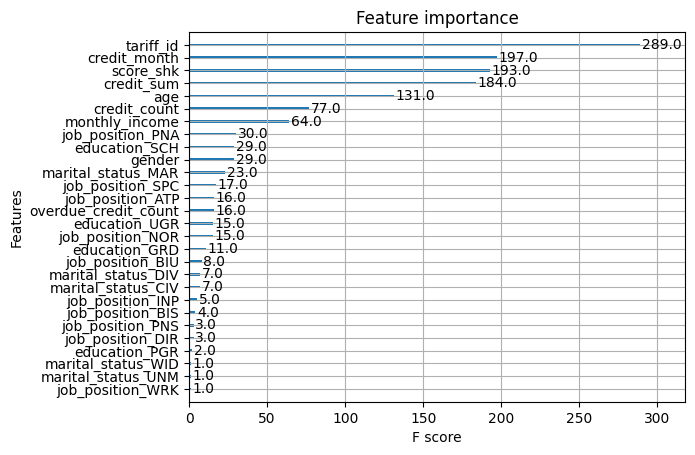 Feature importance
tariff_id 289.0
credit_month 197.0
score_shk 193.0
credit_sum 184.0
age 131.0
credit_count 77.0
monthly_income 64.0
job_position_PNA 30.0
education_SCH 29.0
gender 29.0
marital_status_MAR 23.0
job_position_SPC 17.0
job_position_ATP 16.0
overdue_credit_count 16.0
education_UGR 15.0
job_position_NOR 15.0
education_GRD 11.0
job_position_BIU 8.0
marital_status_DIV 7.0
marital_status_CIV 7.0
job_position_INP 5.0
job_position_BIS 4.0
job_position_PNS 3.0
job_position_DIR 3.0
education_PGR 2.0
marital_status_WID 1.0
marital_status_UNM 1.0
job_position_WRK 1.0
Features
0 50 100 150 200 250 300
F score